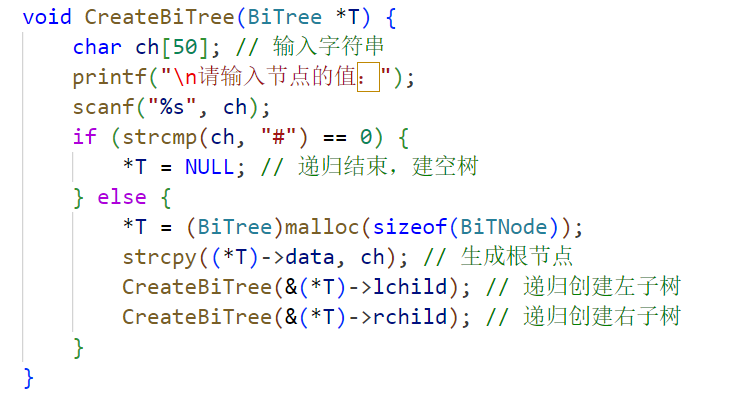 void CreateBiTree(BiTree *T) {
    char ch[50]; // 输入字符串
    printf("\n请输入节点的值：");
    scanf("%s", ch);
    if (strcmp(ch, "#") == 0) {
        *T = NULL; // 递归结束，建空树
    } else {
        *T = (BiTree)malloc(sizeof(BiTNode));
        strcpy((*T)->data, ch); // 生成根节点
        CreateBiTree(&(*T)->lchild); // 递归创建左子树
        CreateBiTree(&(*T)->rchild); // 递归创建右子树
    }
}